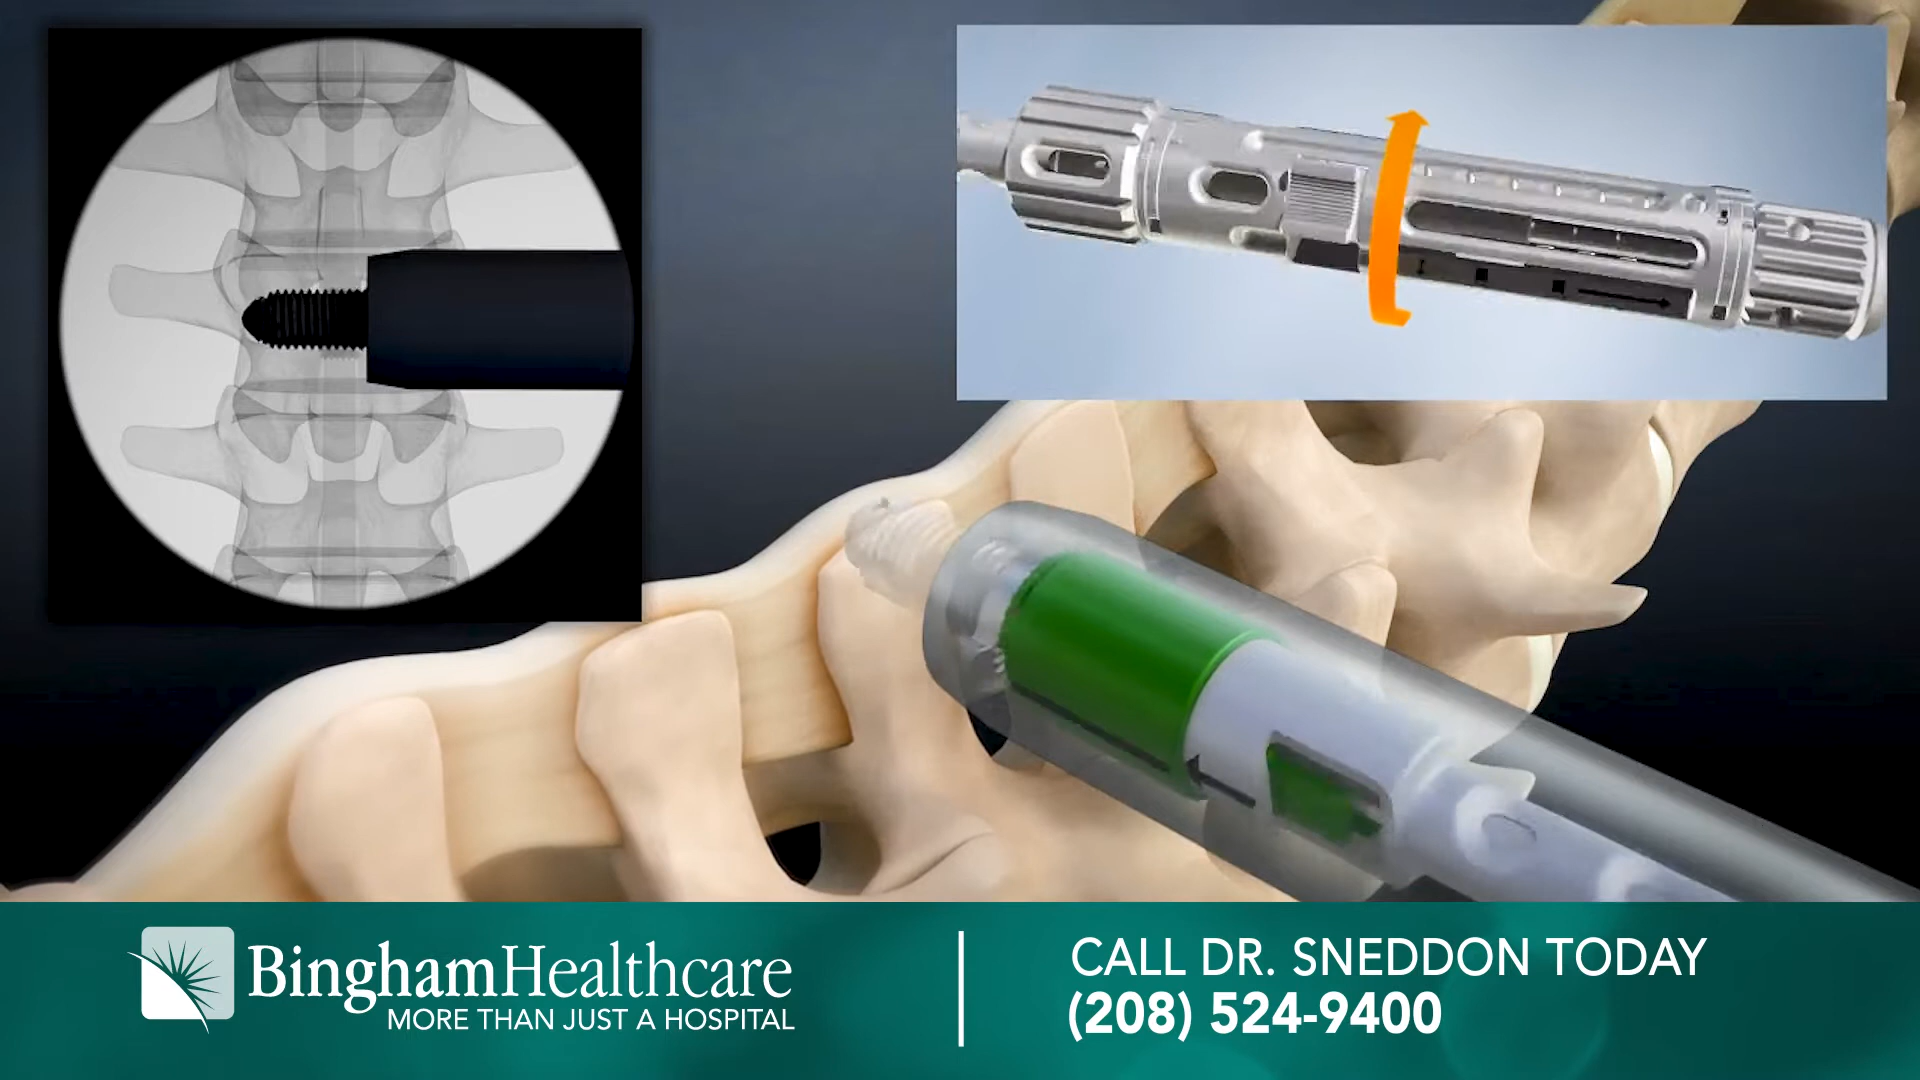 BinghamHealthcare
MORE THAN JUST A HOSPITAL
CALL DR. SNEDDON TODAY
(208) 524-9400